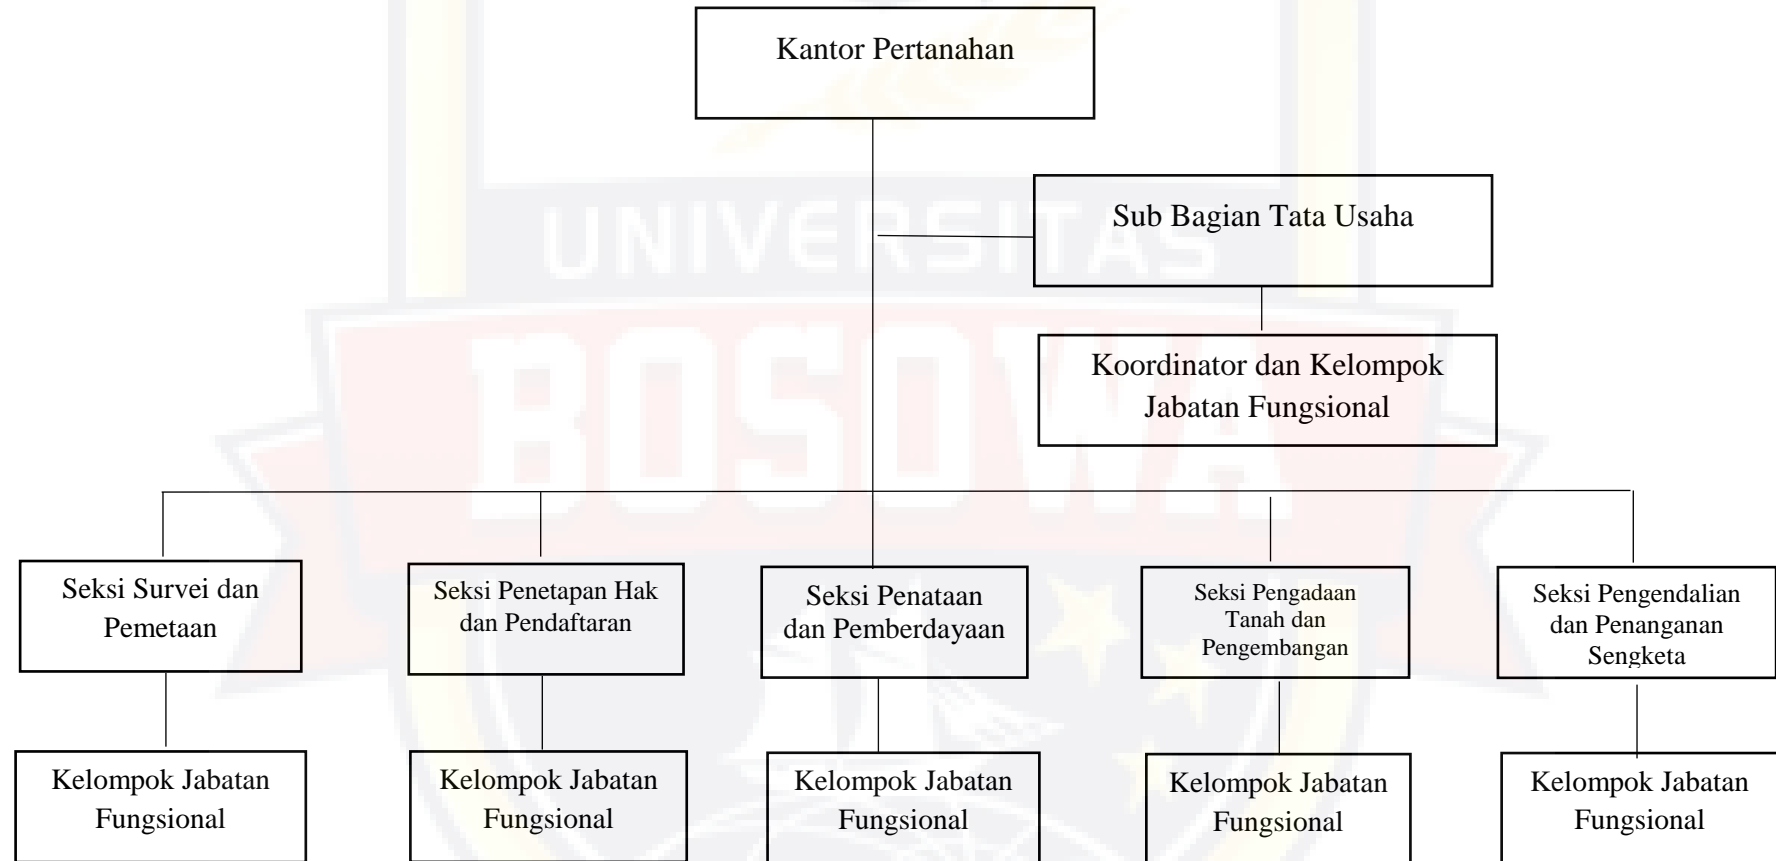 Kantor Pertanahan
UNIVERSITAS
Sub Bagian Tata Usaha
BOSOWA
Koordinator dan Kelompok
Jabatan Fungsional
Seksi Survei dan
Pemetaan
Seksi Penetapan Hak
dan Pendaftaran
Seksi Penataan
dan Pemberdayaan
Seksi Pengadaan
Tanah dan
Pengembangan
Seksi Pengendalian
dan Penanganan
Sengketa
Kelompok Jabatan
Fungsional
Kelompok Jabatan
Fungsional
Kelompok Jabatan
Fungsional
Kelompok Jabatan
Fungsional
Kelompok Jabatan
Fungsional